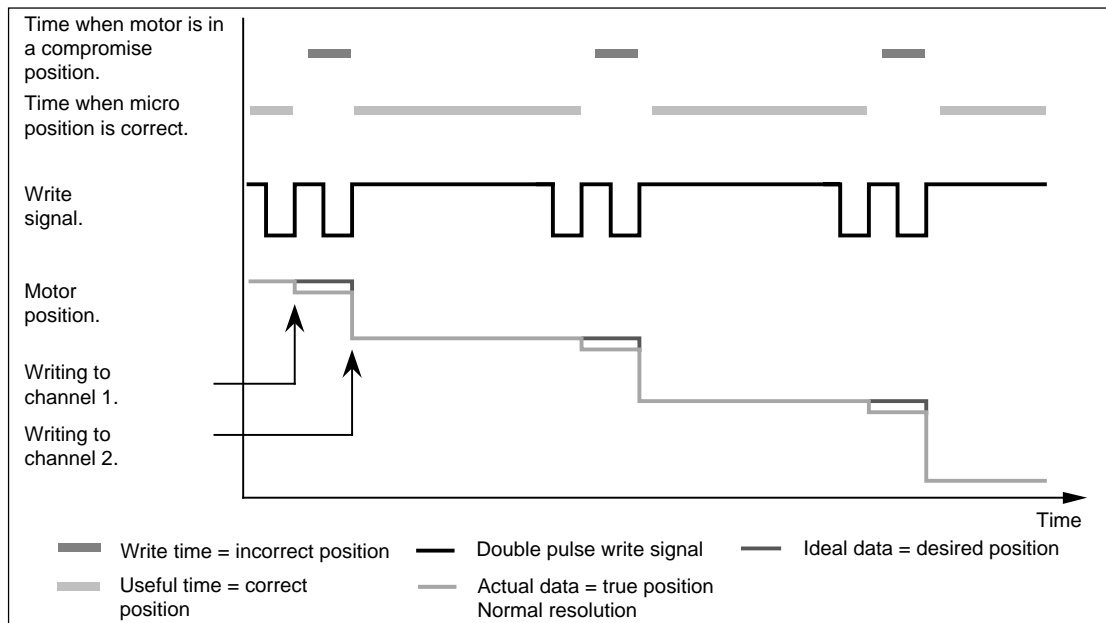 Time when motor is in
a compromise
position.
Time when micro
position is correct.
Write
signal.
Motor
position.
Writing to
channel 1.
Writing to
channel 2.
Time
Write time = incorrect position
Double pulse write signal
Ideal data = desired position
Useful time = correct
position
Actual data = true position
Normal resolution